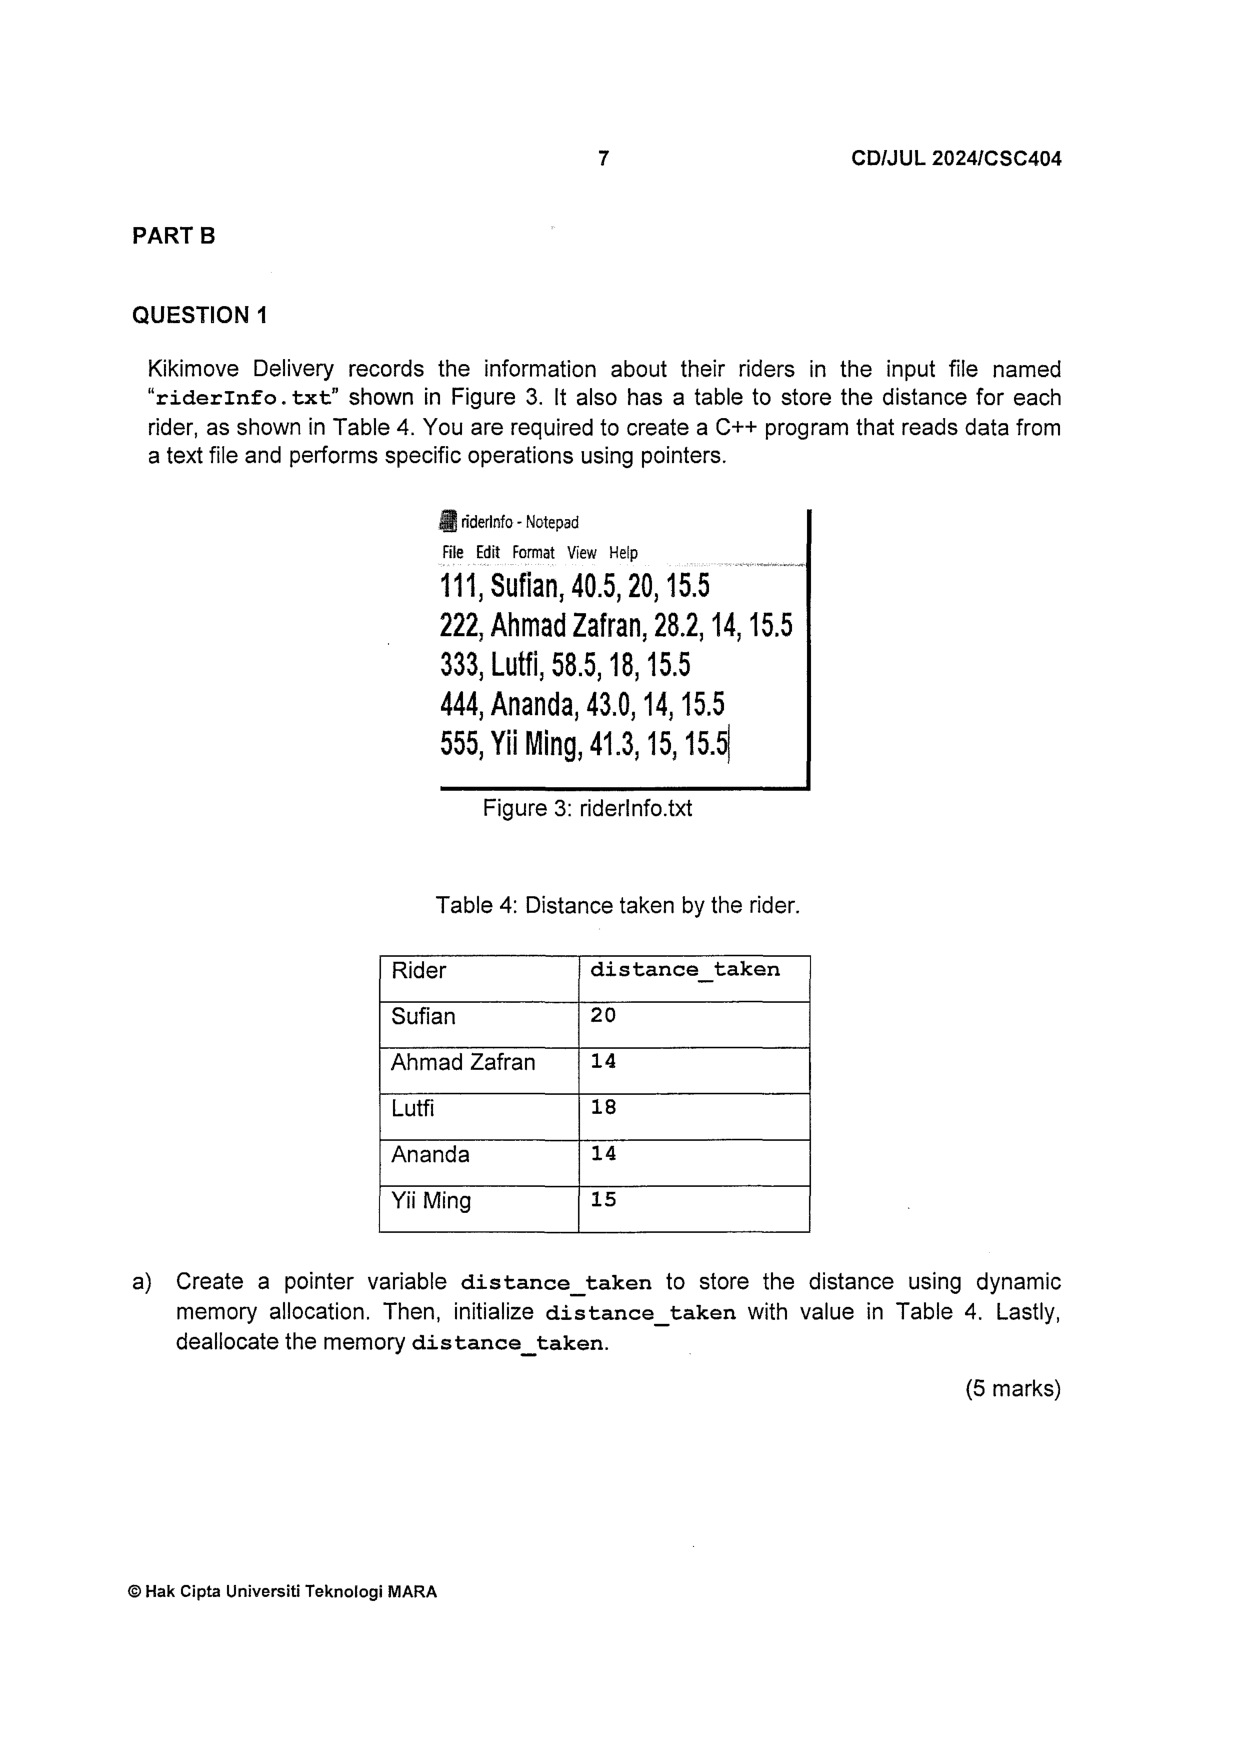 7 CD/JUL 2024/CSC404
PART B
QUESTION 1
Kikimove Delivery records the information about their riders in the input file named
“riderInfo.txt” shown in Figure 3. It also has a table to store the distance for each
rider, as shown in Table 4. You are required to create a C++ program that reads data from
a text file and performs specific operations using pointers.
riderInfo - Notepad
File Edit Format View Help
111, Sufian, 40.5, 20, 15.5
222, Ahmad Zafran, 28.2, 14, 15.5
333, Lutfi, 58.5, 18, 15.5
444, Ananda, 43.0, 14, 15.5
555, Yii Ming, 41.3, 15, 15.5
Figure 3: riderInfo.txt
Table 4: Distance taken by the rider.
Rider distance_taken
Sufian 20
Ahmad Zafran 14
Lutfi 18
Ananda 14
Yii Ming 15
a) Create a pointer variable distance_taken to store the distance using dynamic
memory allocation. Then, initialize distance_taken with value in Table 4. Lastly,
deallocate the memory distance_taken.
(5 marks)
© Hak Cipta Universiti Teknologi MARA